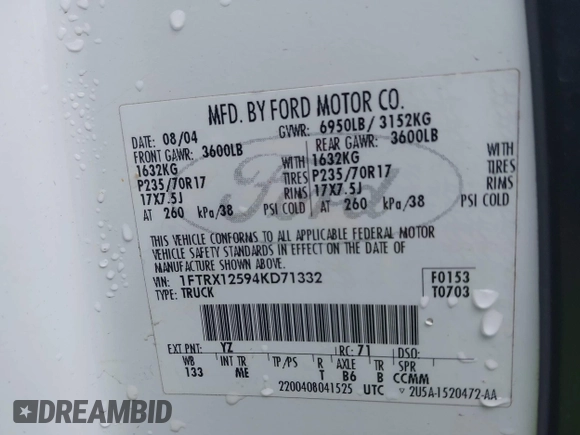 MFD. BY FORD MOTOR CO.
DATE: 08/04 GVWR: 6950LB/ 3152KG
FRONT GAWR: 3600LB REAR GAWR: 3600LB
1632KG WITH 1632KG WITH
P235/70R17 TIRES P235/70R17 TIRES
17X7.5J RIMS 17X7.5J RIMS
AT 260 kPa/38 PSI COLD AT 260 kPa/38 PSI COLD
Ford
THIS VEHICLE CONFORMS TO ALL APPLICABLE FEDERAL MOTOR
VEHICLE SAFETY STANDARDS IN EFFECT ON THE DATE OF
MANUFACTURE SHOWN ABOVE.
VIN: 1FTRX12594KD71332 F0153
TYPE: TRUCK T0703
EXT PNT: YZ RC: 71 DSO:
WB INT TR TP/PS R AXLE TR SPR
133 ME T B6 B CCMM
2200408041525 UTC 2U5A-1520472-AA
DREAMBID